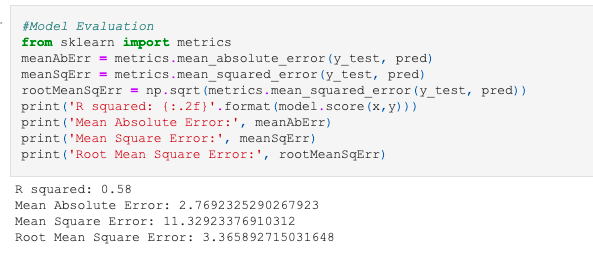 #Model Evaluation
from sklearn import metrics
meanAbErr = metrics.mean_absolute_error(y_test, pred)
meanSqErr = metrics.mean_squared_error(y_test, pred)
rootMeanSqErr = np.sqrt(metrics.mean_squared_error(y_test, pred))
print('R squared: {:.2f}'.format(model.score(x,y)))
print('Mean Absolute Error:', meanAbErr)
print('Mean Square Error:', meanSqErr)
print('Root Mean Square Error:', rootMeanSqErr)
R squared: 0.58
Mean Absolute Error: 2.7692325290267923
Mean Square Error: 11.32923376910312
Root Mean Square Error: 3.365892715031648